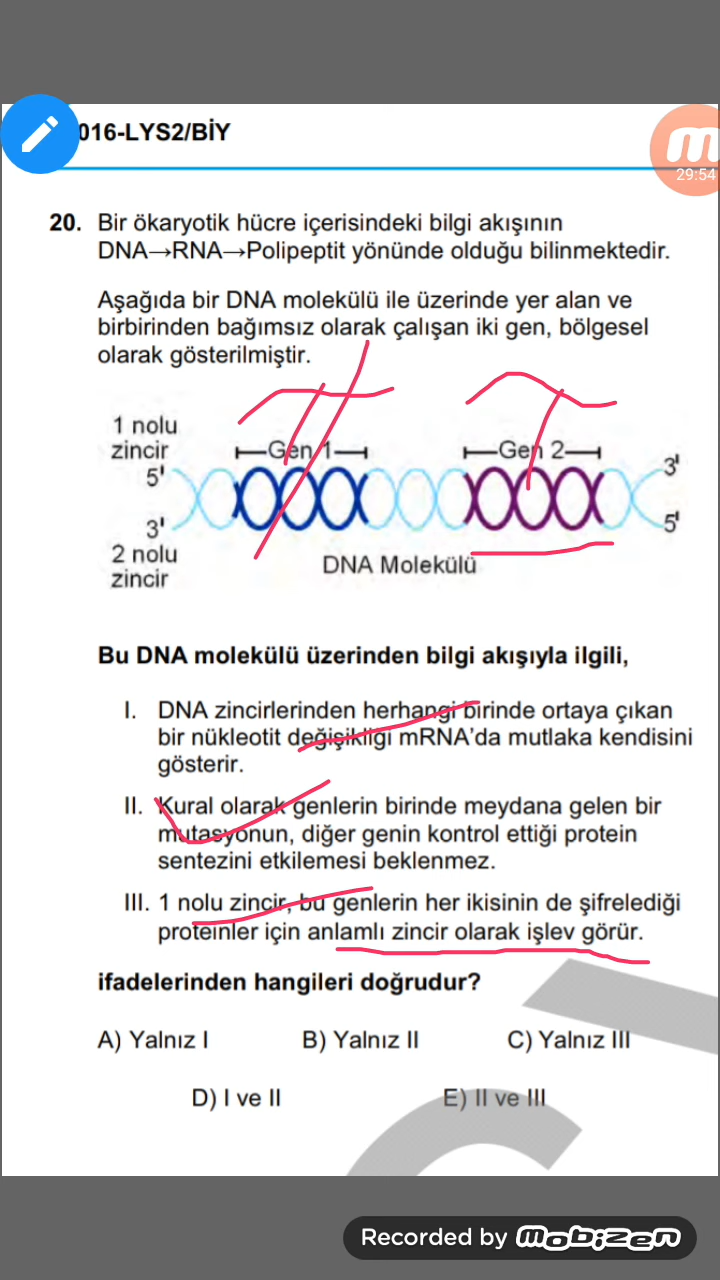 016-LYS2/BİY
29:54
20. Bir ökaryotik hücre içerisindeki bilgi akışının
DNA→RNA→Polipeptit yönünde olduğu bilinmektedir.
Aşağıda bir DNA molekülü ile üzerinde yer alan ve
birbirinden bağımsız olarak çalışan iki gen, bölgesel
olarak gösterilmiştir.
1 nolu
zincir
Gen 1
Gen 2
5'
3'
3'
5'
2 nolu
zincir
DNA Molekülü
Bu DNA molekülü üzerinden bilgi akışıyla ilgili,
I. DNA zincirlerinden herhangi birinde ortaya çıkan
bir nükleotit değişikliği mRNA'da mutlaka kendisini
gösterir.
II. Kural olarak genlerin birinde meydana gelen bir
mutasyonun, diğer genin kontrol ettiği protein
sentezini etkilemesi beklenmez.
III. 1 nolu zincir, bu genlerin her ikisinin de şifrelediği
proteinler için anlamlı zincir olarak işlev görür.
ifadelerinden hangileri doğrudur?
A) Yalnız I
B) Yalnız II
C) Yalnız III
D) I ve II
E) II ve III
Recorded by mobizen